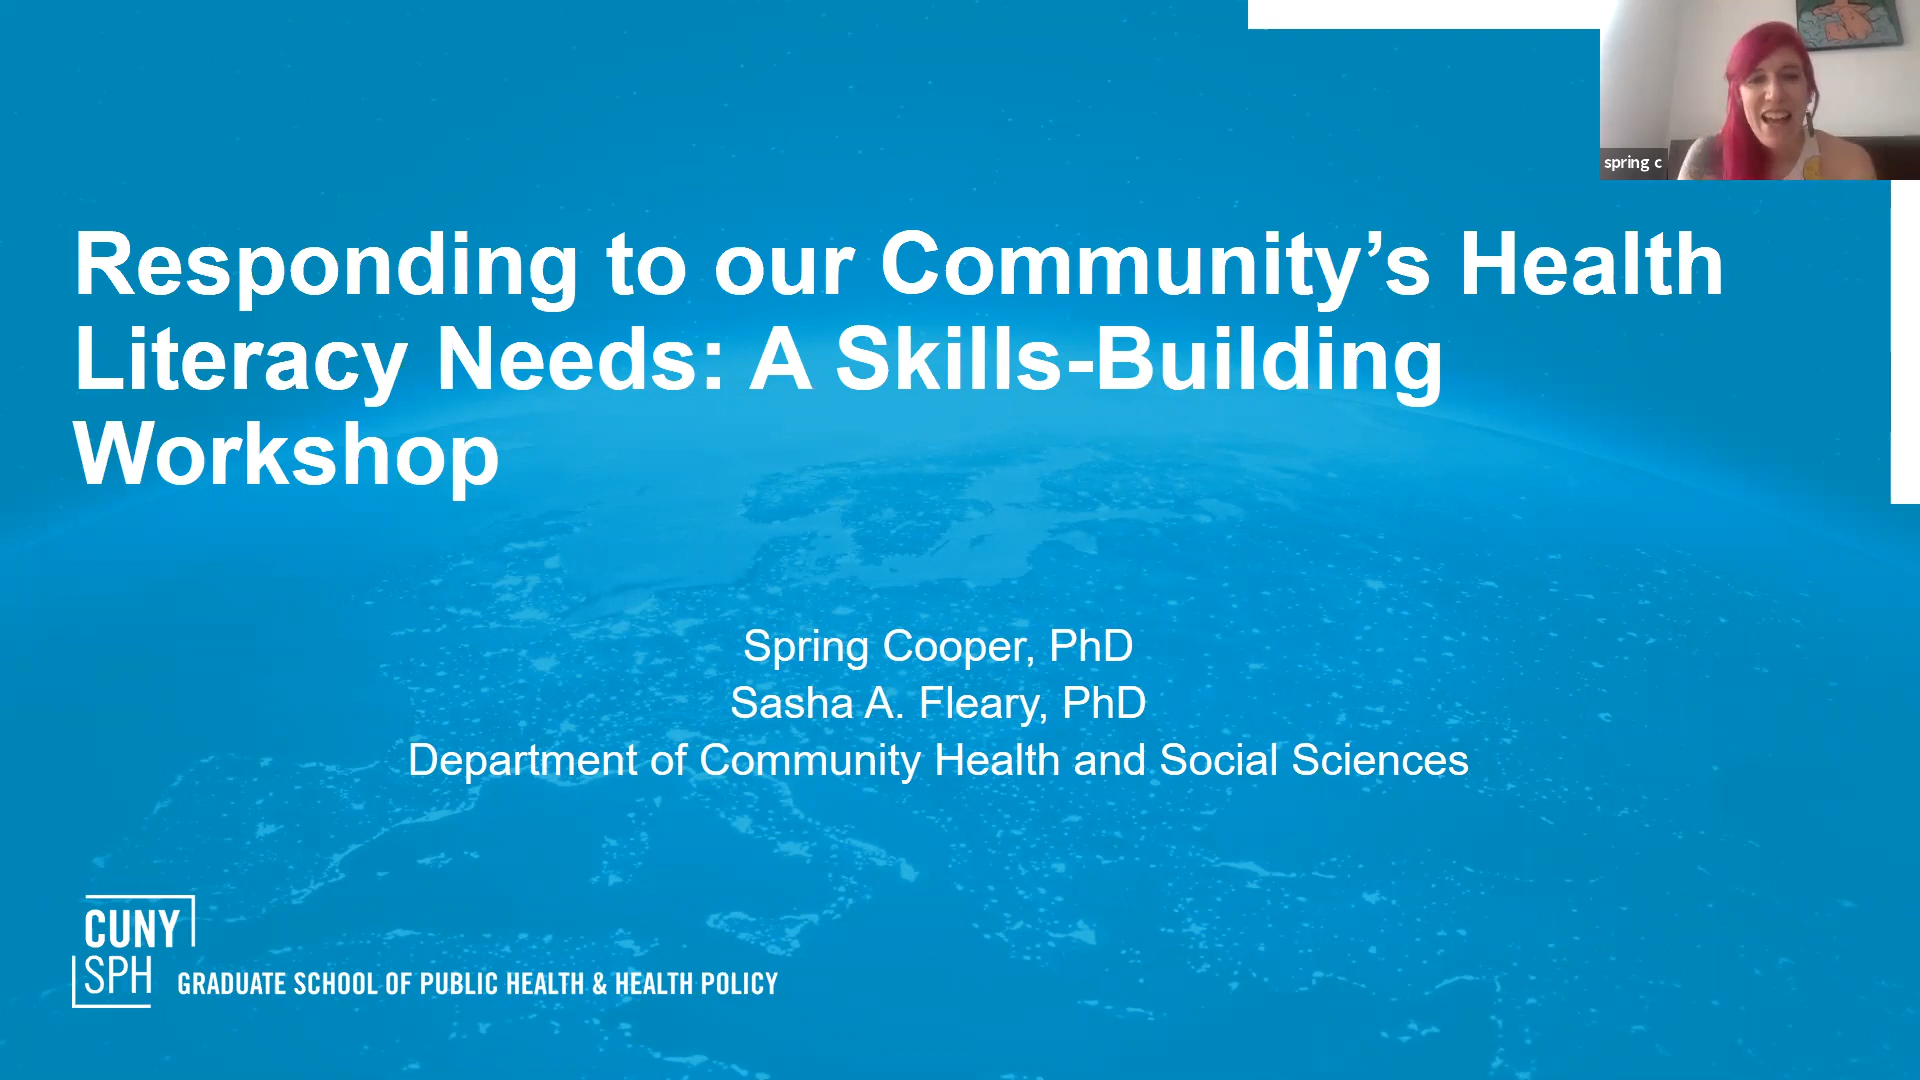 spring c
Responding to our Community’s Health
Literacy Needs: A Skills-Building
Workshop
Spring Cooper, PhD
Sasha A. Fleary, PhD
Department of Community Health and Social Sciences
CUNY
SPH GRADUATE SCHOOL OF PUBLIC HEALTH & HEALTH POLICY